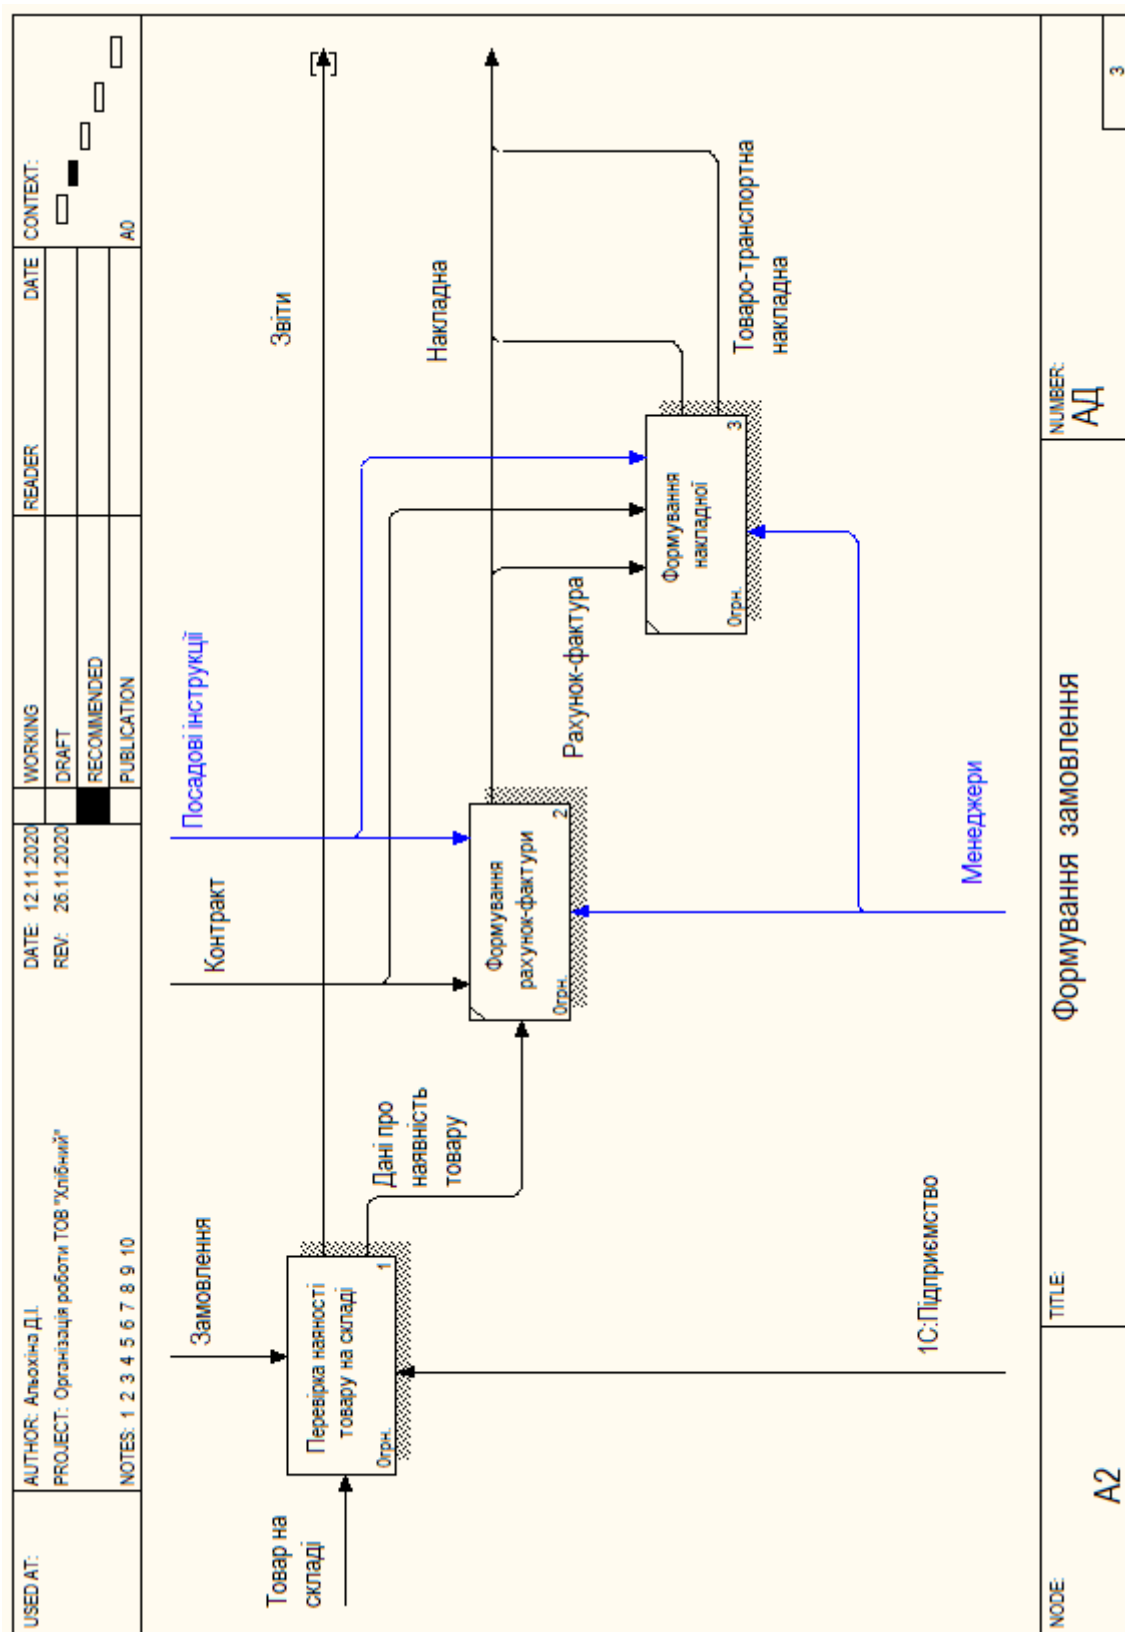 USED AT:
AUTHOR: Альохіна Д.І.
DATE: 12.11.2020
WORKING
READER
DATE
CONTEXT:
PROJECT: Організація роботи ТОВ "Хлібний"
REV: 26.11.2020
DRAFT
RECOMMENDED
NOTES: 1 2 3 4 5 6 7 8 9 10
PUBLICATION
A0
Замовлення
Контракт
Посадові інструкції
Звіти
Товар на
складі
Перевірка наяності
товару на складі
0грн.
1
Дані про
наявність
товару
Накладна
Формування
рахунок-фактури
0грн.
2
Рахунок-фактура
Формування
накладної
0грн.
3
Товаро-транспортна
накладна
1С:Підприємство
Менеджери
NODE:
TITLE:
NUMBER:
A2
Формування замовлення
АД
3